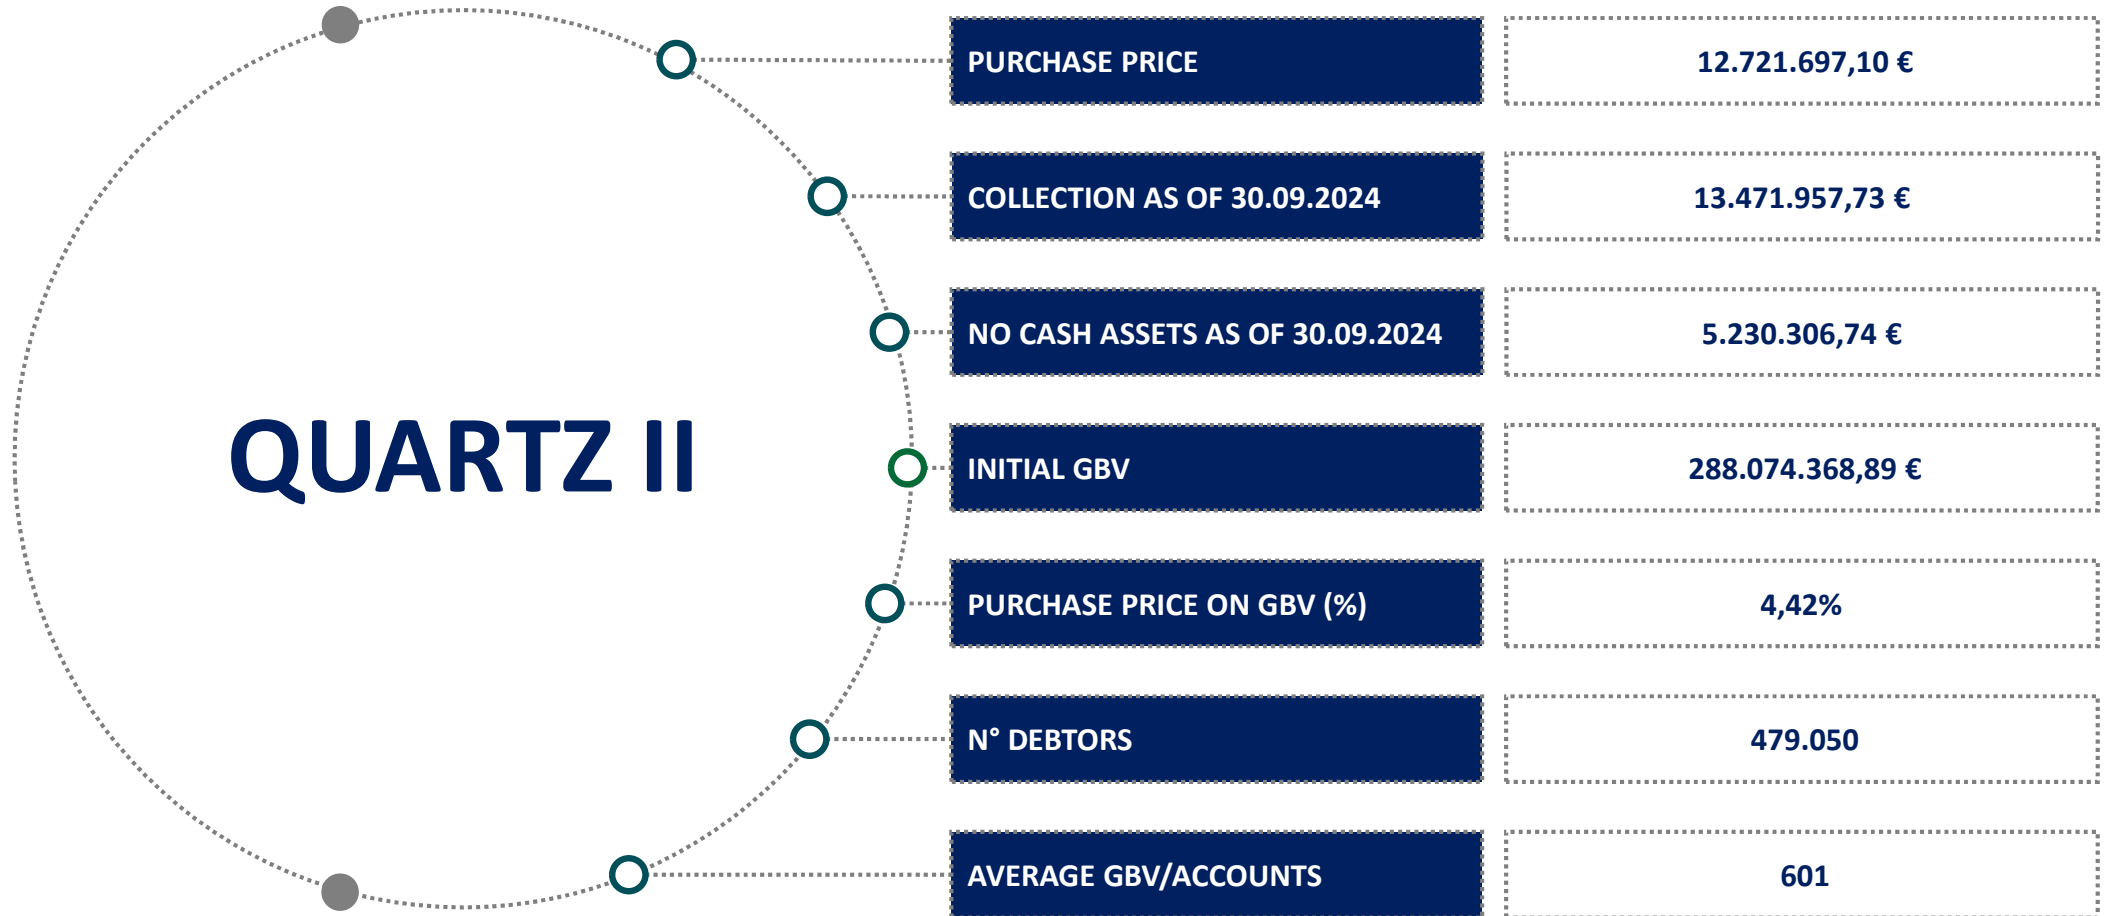 QUARTZ II
PURCHASE PRICE
12.721.697,10 €
COLLECTION AS OF 30.09.2024
13.471.957,73 €
NO CASH ASSETS AS OF 30.09.2024
5.230.306,74 €
INITIAL GBV
288.074.368,89 €
PURCHASE PRICE ON GBV (%)
4,42%
N° DEBTORS
479.050
AVERAGE GBV/ACCOUNTS
601